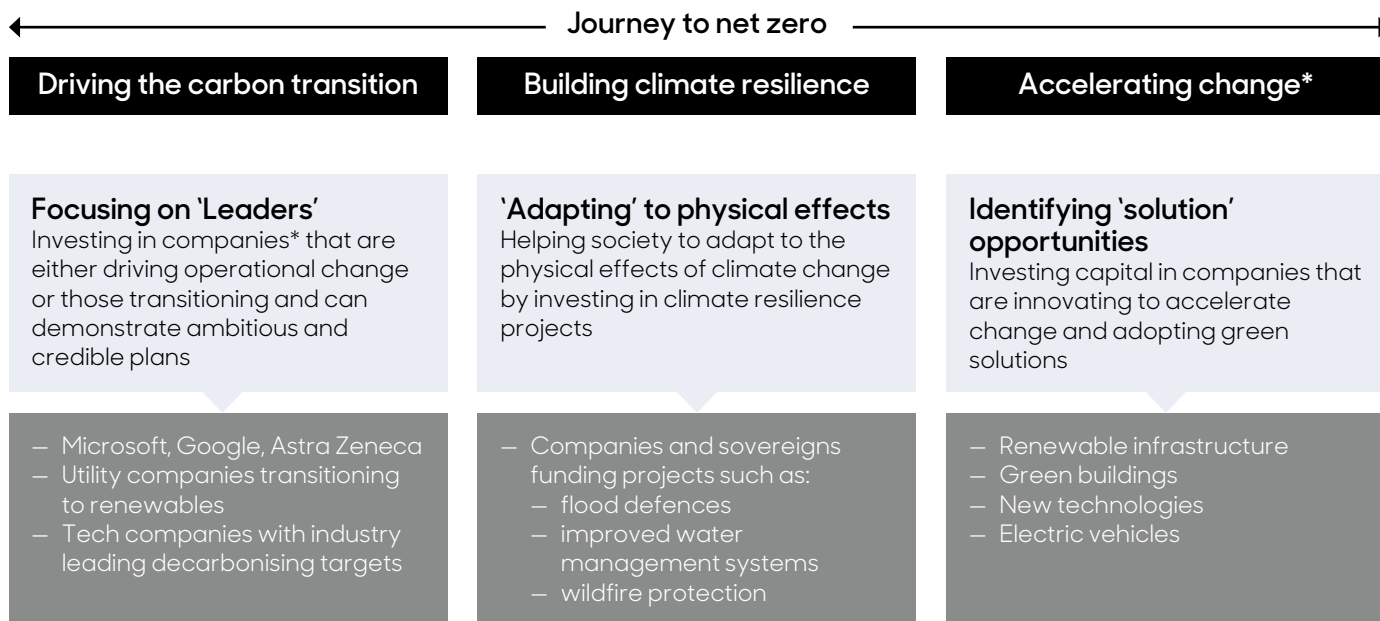 Journey to net zero
Driving the carbon transition
Building climate resilience
Accelerating change*
Focusing on ‘Leaders’
Investing in companies* that are
either driving operational change
or those transitioning and can
demonstrate ambitious and
credible plans
‘Adapting’ to physical effects
Helping society to adapt to the
physical effects of climate change
by investing in climate resilience
projects
Identifying ‘solution’
opportunities
Investing capital in companies that
are innovating to accelerate
change and adopting green
solutions
— Microsoft, Google, Astra Zeneca
— Utility companies transitioning
to renewables
— Tech companies with industry
leading decarbonising targets
— Companies and sovereigns
funding projects such as:
— flood defences
— improved water
management systems
— wildfire protection
— Renewable infrastructure
— Green buildings
— New technologies
— Electric vehicles